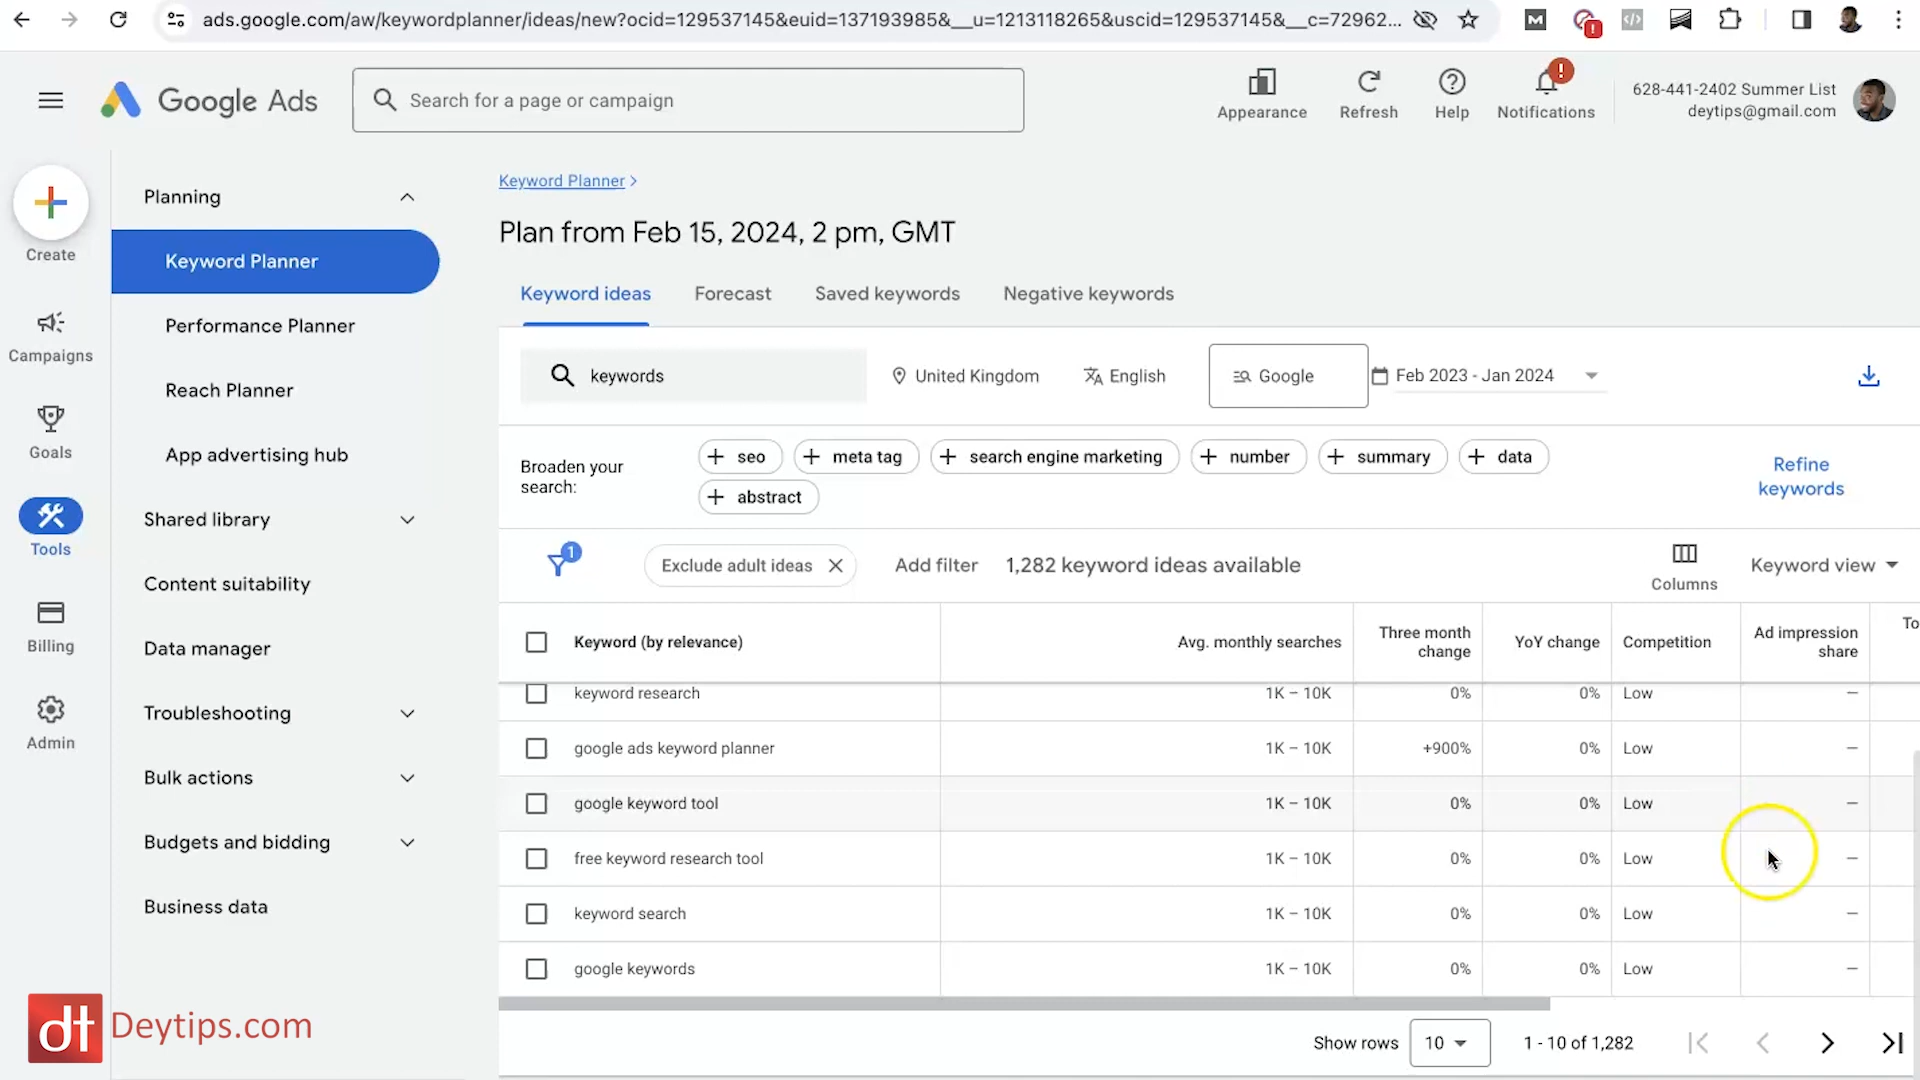 ads.google.com/aw/keywordplanner/ideas/new?ocid=129537145&euid=137193985&__u=1213118265&uscid=129537145&__c=72962...
Google Ads
Search for a page or campaign
Appearance
Refresh
Help
Notifications
628-441-2402 Summer List
deytips@gmail.com
Create
Campaigns
Goals
Tools
Billing
Admin
Planning
Keyword Planner
Performance Planner
Reach Planner
App advertising hub
Shared library
Content suitability
Data manager
Troubleshooting
Bulk actions
Budgets and bidding
Business data
Keyword Planner
Plan from Feb 15, 2024, 2 pm, GMT
Keyword ideas Forecast Saved keywords Negative keywords
keywords United Kingdom English Google Feb 2023 - Jan 2024
Broaden your
search:
seo meta tag search engine marketing number summary data
abstract
Refine
keywords
1 Exclude adult ideas Add filter 1,282 keyword ideas available
Columns
Keyword view
Keyword (by relevance) Avg. monthly searches Three month
change YoY change Competition Ad impression
share To
keyword research 1K – 10K 0% 0% Low –
google ads keyword planner 1K – 10K +900% 0% Low –
google keyword tool 1K – 10K 0% 0% Low –
free keyword research tool 1K – 10K 0% 0% Low –
keyword search 1K – 10K 0% 0% Low –
google keywords 1K – 10K 0% 0% Low –
Show rows 10 1 - 10 of 1,282
dt Deytips.com